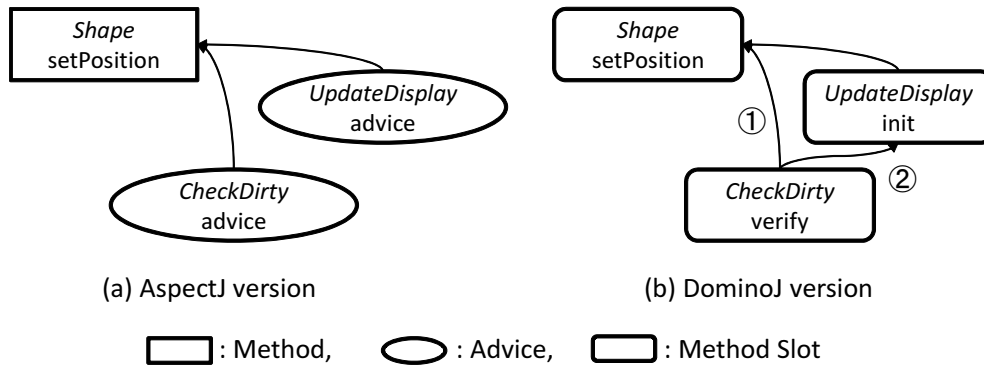 Shape
setPosition
UpdateDisplay
advice
CheckDirty
advice
(a) AspectJ version
Shape
setPosition
UpdateDisplay
init
①
②
CheckDirty
verify
(b) DominoJ version
: Method,
: Advice,
: Method Slot